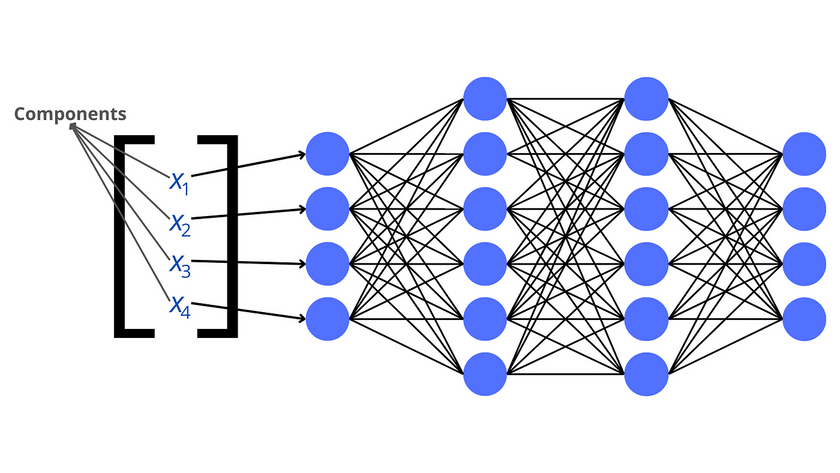 Components
X₁
X₂
X₃
X₄